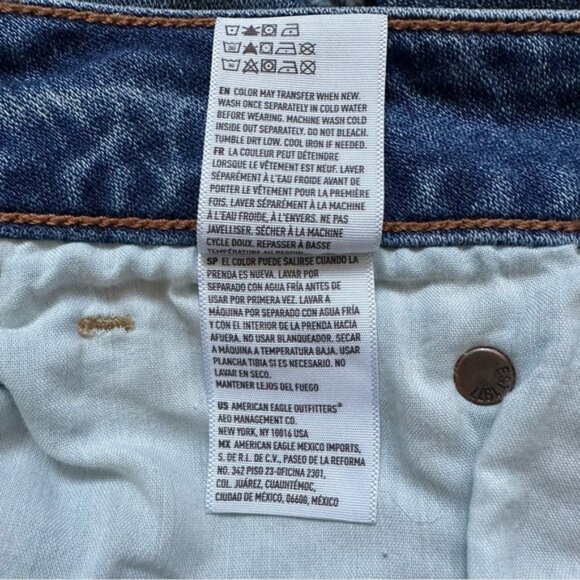 EN COLOR MAY TRANSFER WHEN NEW.
WASH ONCE SEPARATELY IN COLD WATER
BEFORE WEARING. MACHINE WASH COLD
INSIDE OUT SEPARATELY. DO NOT BLEACH.
TUMBLE DRY LOW. COOL IRON IF NEEDED.
FR LA COULEUR PEUT DÉTEINDRE
LORSQUE LE VÊTEMENT EST NEUF. LAVER
SÉPARÉMENT À L'EAU FROIDE AVANT DE
PORTER LE VÊTEMENT POUR LA PREMIÈRE
FOIS. LAVER SÉPARÉMENT À LA MACHINE
À L'EAU FROIDE, À L'ENVERS. NE PAS
JAVELLISER. SÉCHER À LA MACHINE
CYCLE DOUX. REPASSER À BASSE
SP EL COLOR PUEDE SALIRSE CUANDO LA
PRENDA ES NUEVA. LAVAR POR
SEPARADO CON AGUA FRÍA ANTES DE
USAR POR PRIMERA VEZ. LAVAR A
MÁQUINA POR SEPARADO CON AGUA FRÍA
Y CON EL INTERIOR DE LA PRENDA HACIA
AFUERA. NO USAR BLANQUEADOR. SECAR
A MÁQUINA A TEMPERATURA BAJA. USAR
PLANCHA TIBIA SI ES NECESARIO. NO
LAVAR EN SECO.
MANTENER LEJOS DEL FUEGO
US AMERICAN EAGLE OUTFITTERS®
AEO MANAGEMENT CO.
NEW YORK, NY 10016 USA
MX AMERICAN EAGLE MEXICO IMPORTS,
S. DE R.L. DE C.V., PASEO DE LA REFORMA
NO. 342 PISO 23-OFICINA 2301,
COL. JUÁREZ, CUAUHTÉMOC,
CIUDAD DE MÉXICO, 06600, MÉXICO
EST 1977